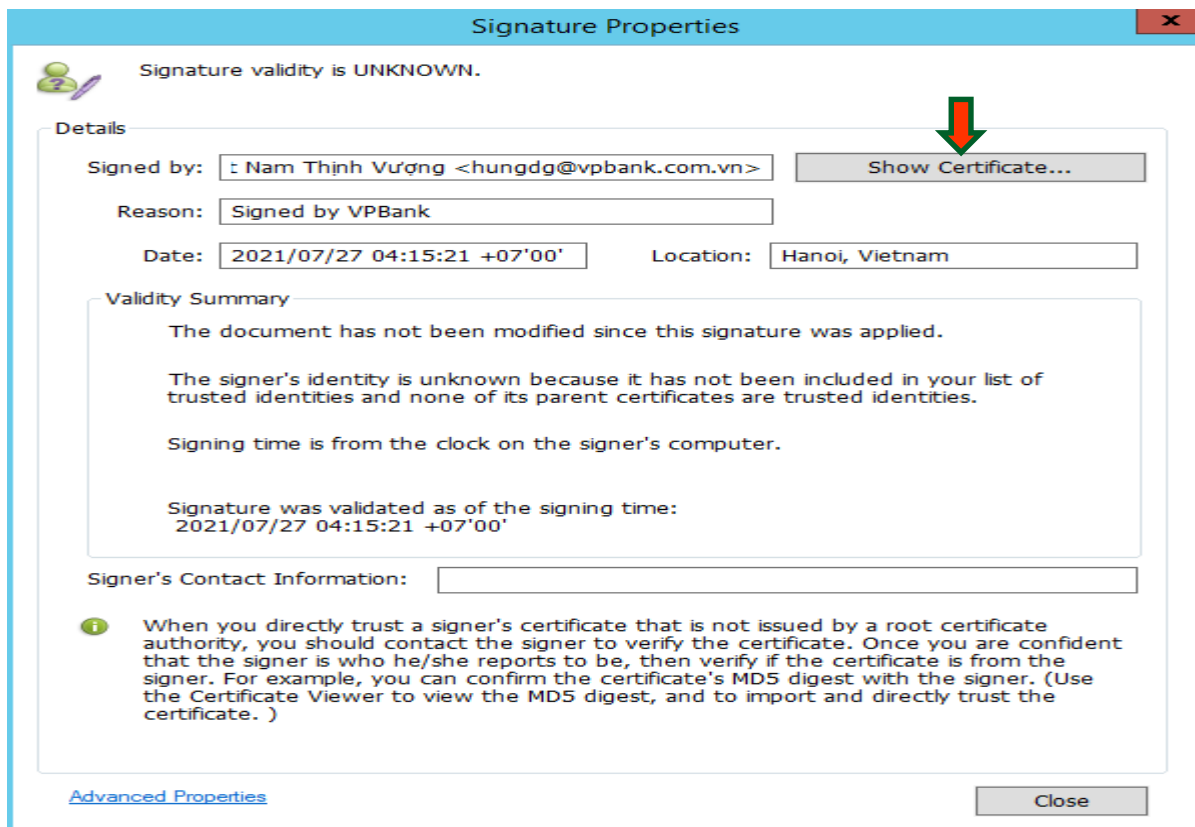 Signature Properties
x
Signature validity is UNKNOWN.
Details
Signed by: t Nam Thịnh Vượng <hungdg@vpbank.com.vn> Show Certificate...
Reason: Signed by VPBank
Date: 2021/07/27 04:15:21 +07'00' Location: Hanoi, Vietnam
Validity Summary
The document has not been modified since this signature was applied.
The signer's identity is unknown because it has not been included in your list of
trusted identities and none of its parent certificates are trusted identities.
Signing time is from the clock on the signer's computer.
Signature was validated as of the signing time:
2021/07/27 04:15:21 +07'00'
Signer's Contact Information:
When you directly trust a signer's certificate that is not issued by a root certificate
authority, you should contact the signer to verify the certificate. Once you are confident
that the signer is who he/she reports to be, then verify if the certificate is from the
signer. For example, you can confirm the certificate's MD5 digest with the signer. (Use
the Certificate Viewer to view the MD5 digest, and to import and directly trust the
certificate. )
Advanced Properties Close